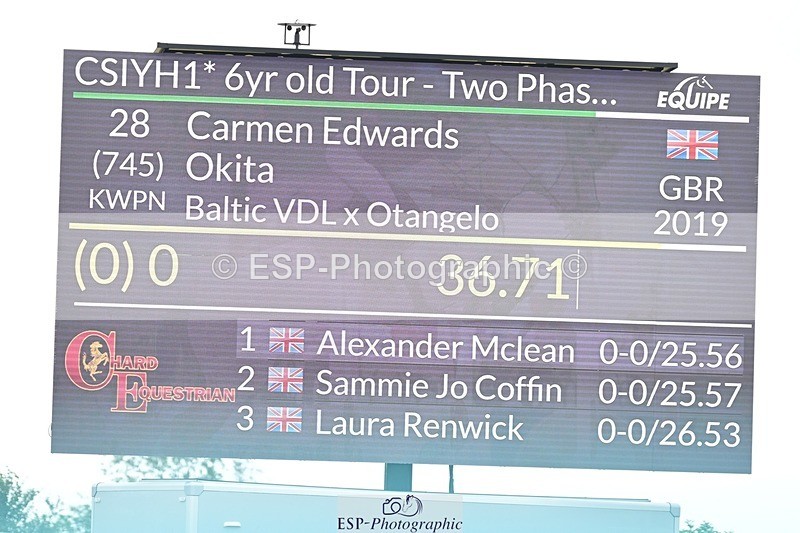 CSIYH1* 6yr old Tour - Two Phas...
EQUIPE
28 Carmen Edwards
(745) Okita GBR
KWPN Baltic VDL x Otangelo 2019
(0) 0 36.71
© ESP-Photographic ©
CHARD
EQUESTRIAN
1 Alexander Mclean 0-0/25.56
2 Sammie Jo Coffin 0-0/25.57
3 Laura Renwick 0-0/26.53
ESP-Photographic